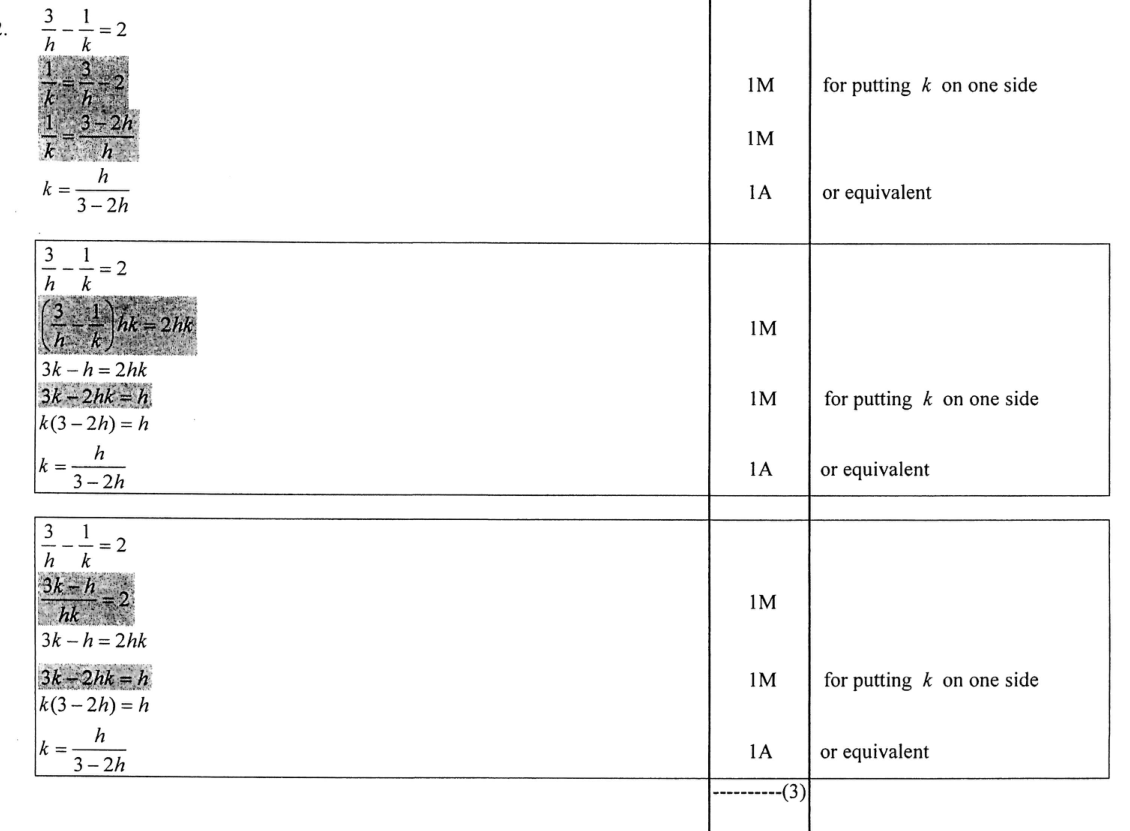 2.
3/h − 1/k = 2
1/k = 3/h − 2 1M for putting k on one side
1/k = (3 − 2h)/h 1M
k = h/(3 − 2h) 1A or equivalent
3/h − 1/k = 2
(3/h − 1/k)hk = 2hk 1M
3k − h = 2hk
3k − 2hk = h 1M for putting k on one side
k(3 − 2h) = h
k = h/(3 − 2h) 1A or equivalent
3/h − 1/k = 2
(3k − h)/hk = 2 1M
3k − h = 2hk
3k − 2hk = h 1M for putting k on one side
k(3 − 2h) = h
k = h/(3 − 2h) 1A or equivalent
----------(3)